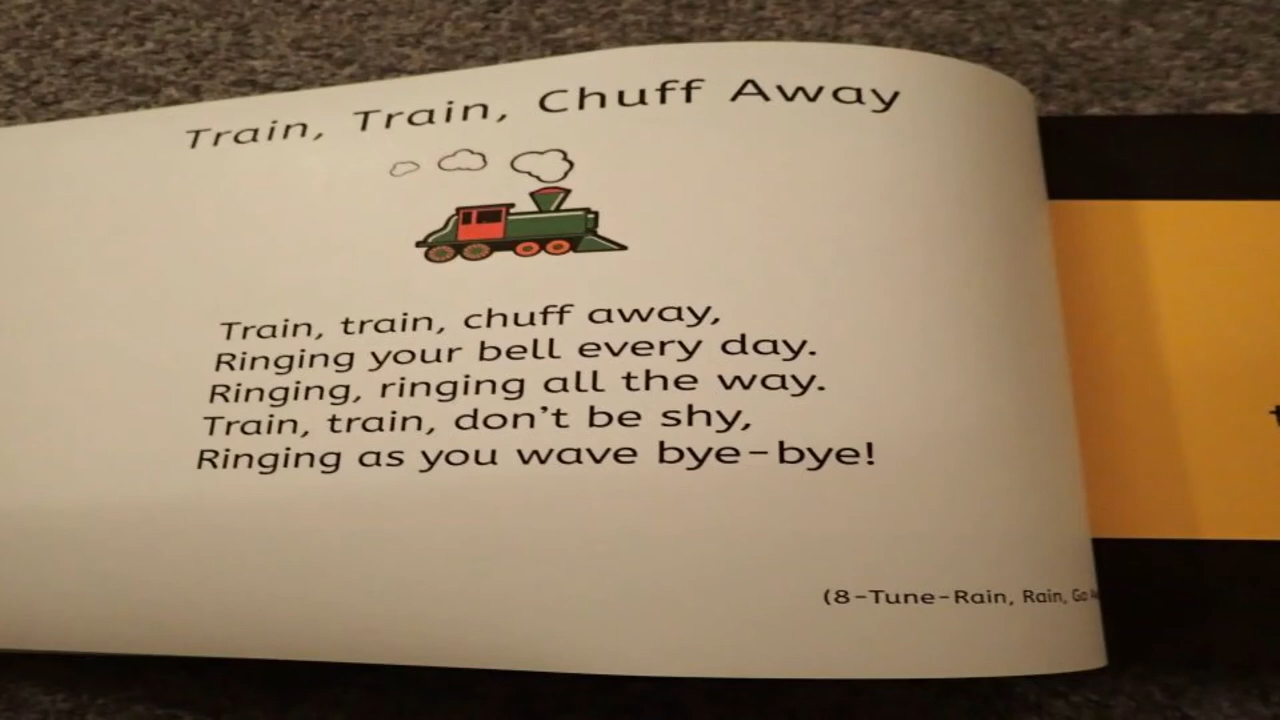 Train, Train, Chuff Away
Train, train, chuff away,
Ringing your bell every day.
Ringing, ringing all the way.
Train, train, don't be shy,
Ringing as you wave bye-bye!
(8-Tune-Rain, Rain, Go